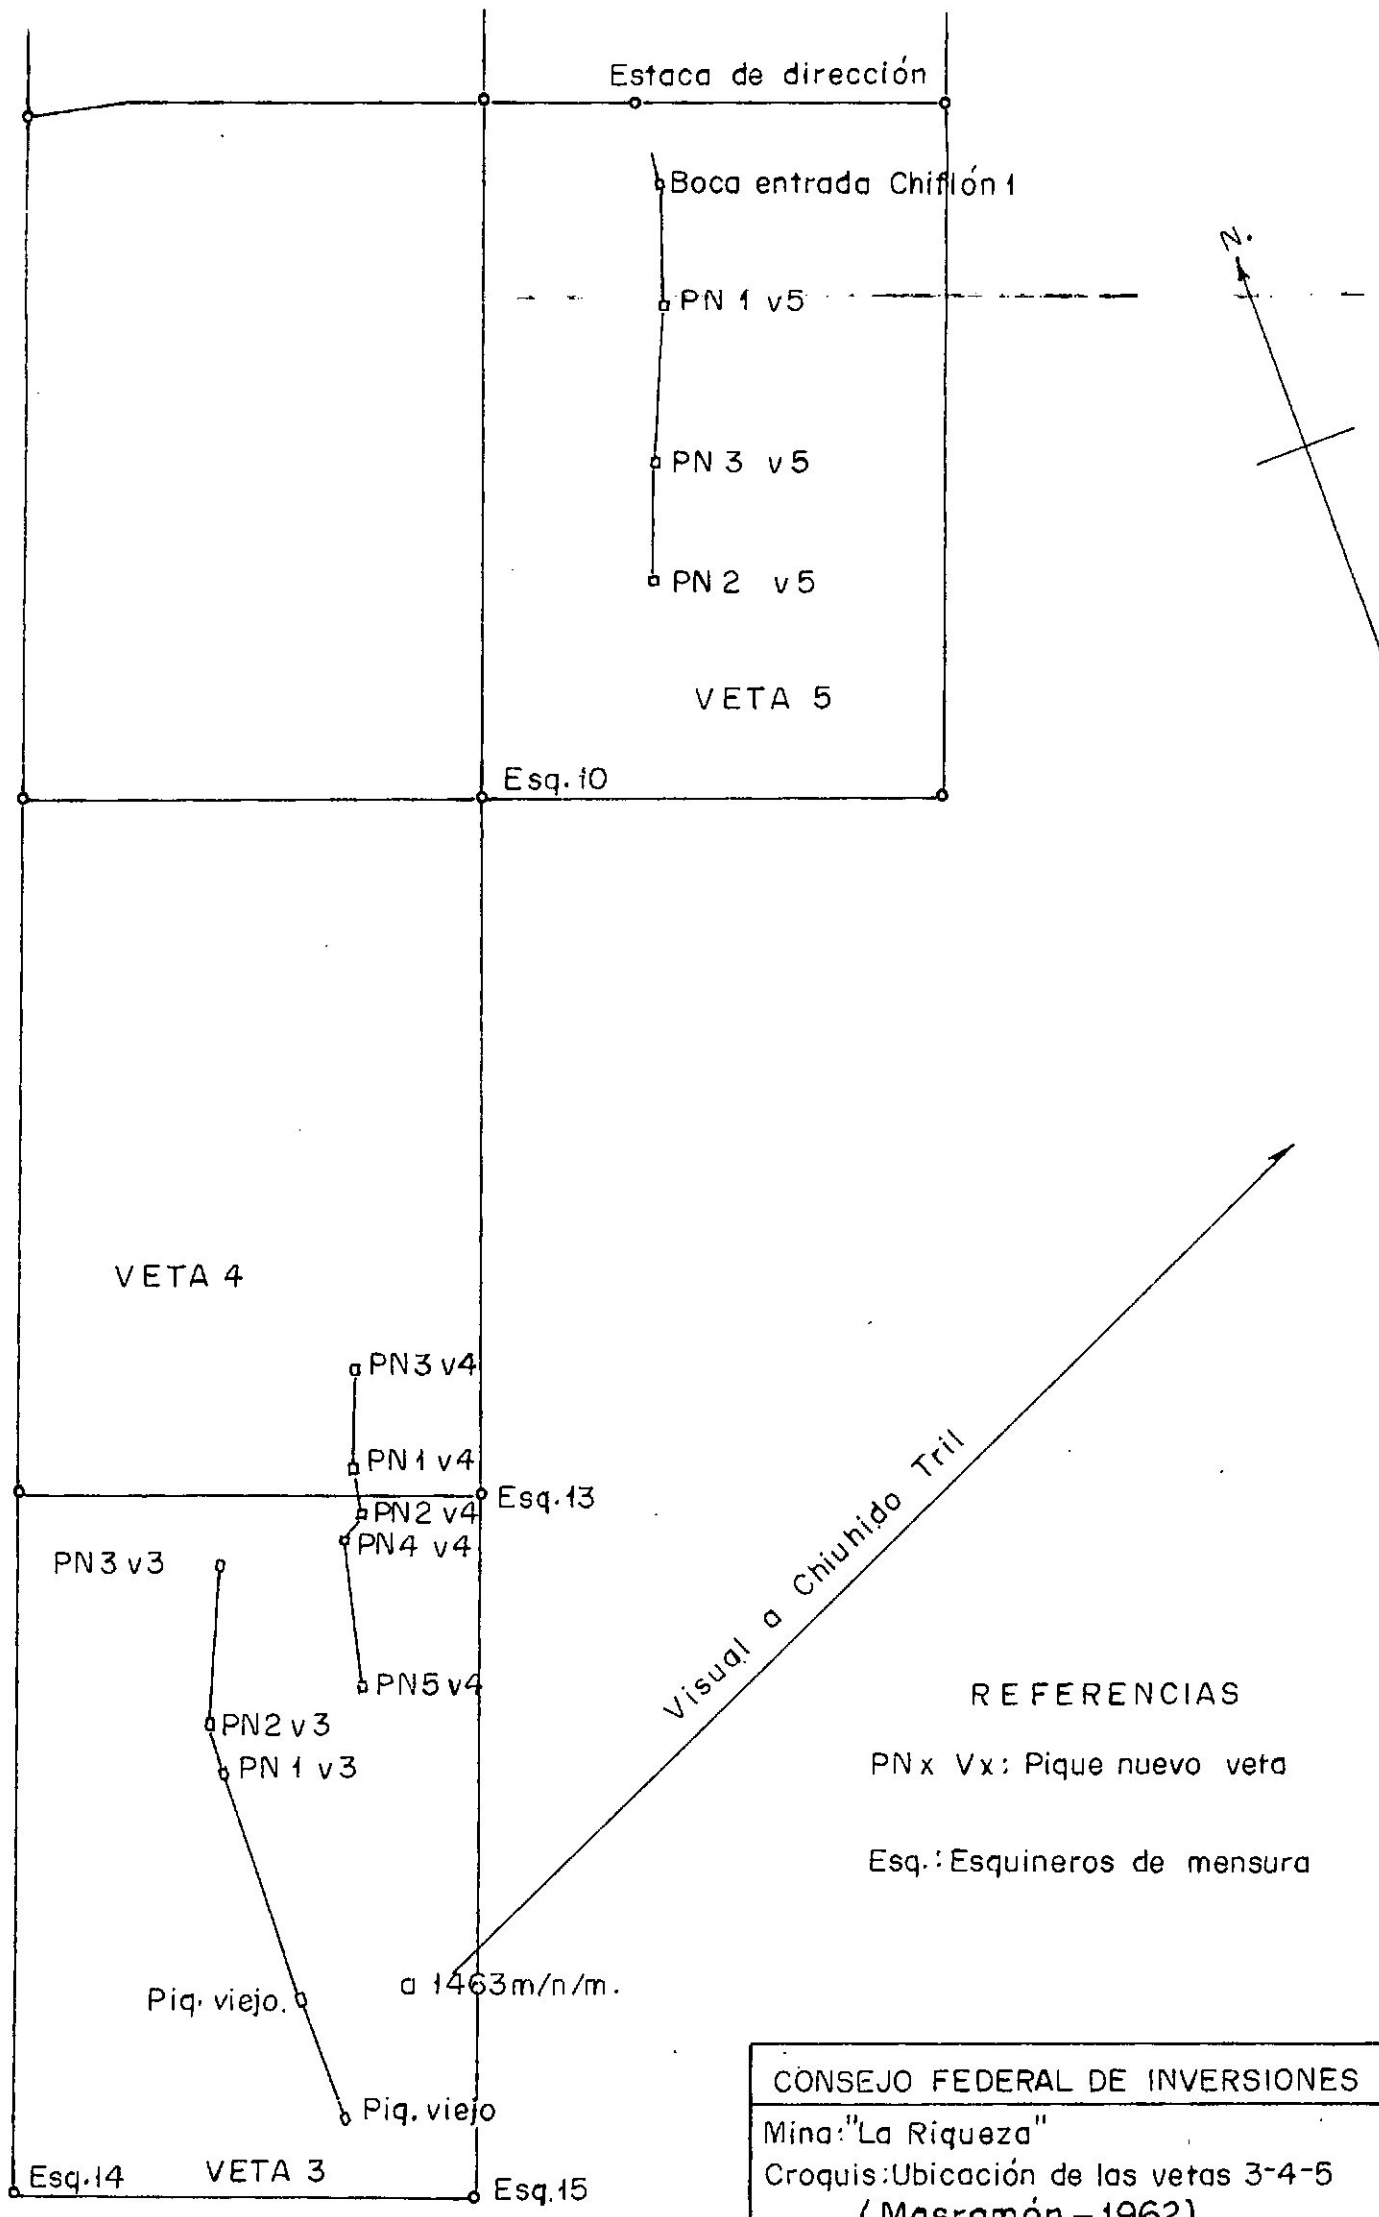 Estaca de dirección
Boca entrada Chiflón 1
N.
PN 1 v5
PN 3 v5
PN 2 v5
VETA 5
Esq. 10
VETA 4
PN3 v4
PN1 v4
Esq. 13
PN2 v4
PN4 v4
PN3 v3
PN5 v4
PN2 v3
PN 1 v3
Visual a Chiuhido Tril
REFERENCIAS
PNx Vx: Pique nuevo veta
Esq.: Esquineros de mensura
Piq. viejo.
a 1463m/n/m.
Piq. viejo
Esq.14
VETA 3
Esq.15
CONSEJO FEDERAL DE INVERSIONES
Mina:"La Riqueza"
Croquis:Ubicación de las vetas 3-4-5
(Masramón-1962)